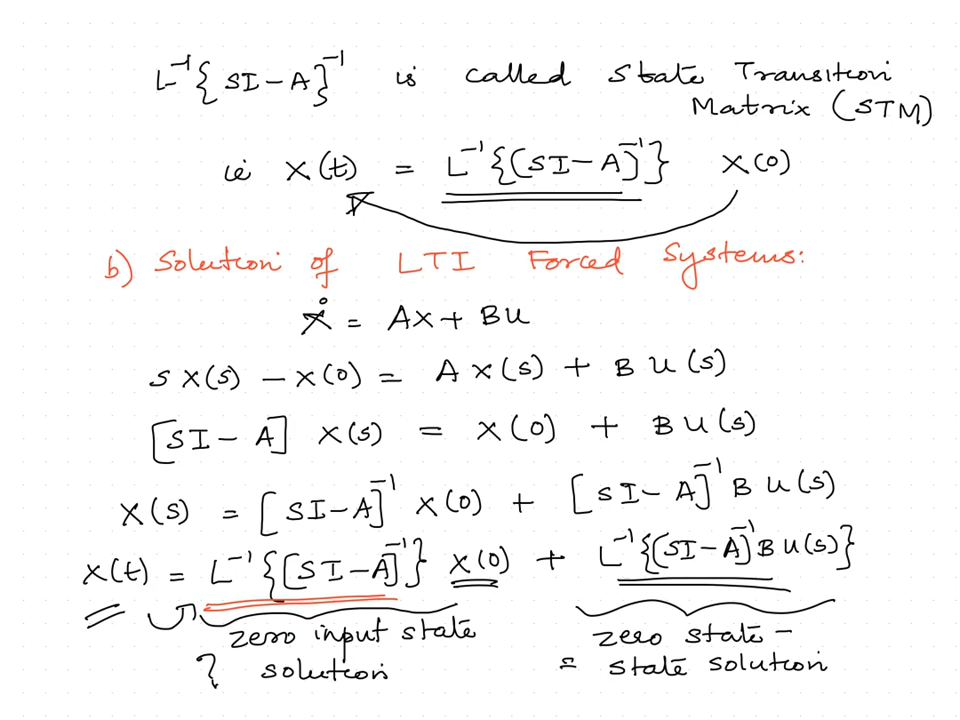 L⁻¹{SI-A}⁻¹ is called State Transition
Matrix (STM)
ie X(t) = L⁻¹{(SI-A)⁻¹} X(0)
b) Solution of LTI Forced Systems:
Ẋ = AX + BU
S X(S) - X(0) = A X(S) + B U(S)
[SI - A] X(S) = X(0) + B U(S)
X(S) = [SI-A]⁻¹ X(0) + [SI-A]⁻¹ B U(S)
X(t) = L⁻¹{[SI-A]⁻¹} X(0) + L⁻¹{[SI-A]⁻¹ B U(S)}
zero input state zero state -
solution = state solution